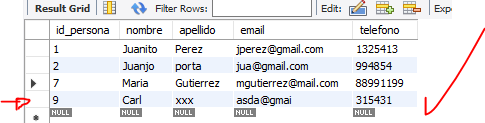 Result Grid Filter Rows: Edit: Expo
id_persona nombre apellido email telefono
1 Juanito Perez jperez@gmail.com 1325413
2 Juanjo porta jua@gmail.com 994854
7 Maria Gutierrez mgutierrez@mail.com 88991199
9 Carl xxx asda@gmai 315431
NULL NULL NULL NULL NULL